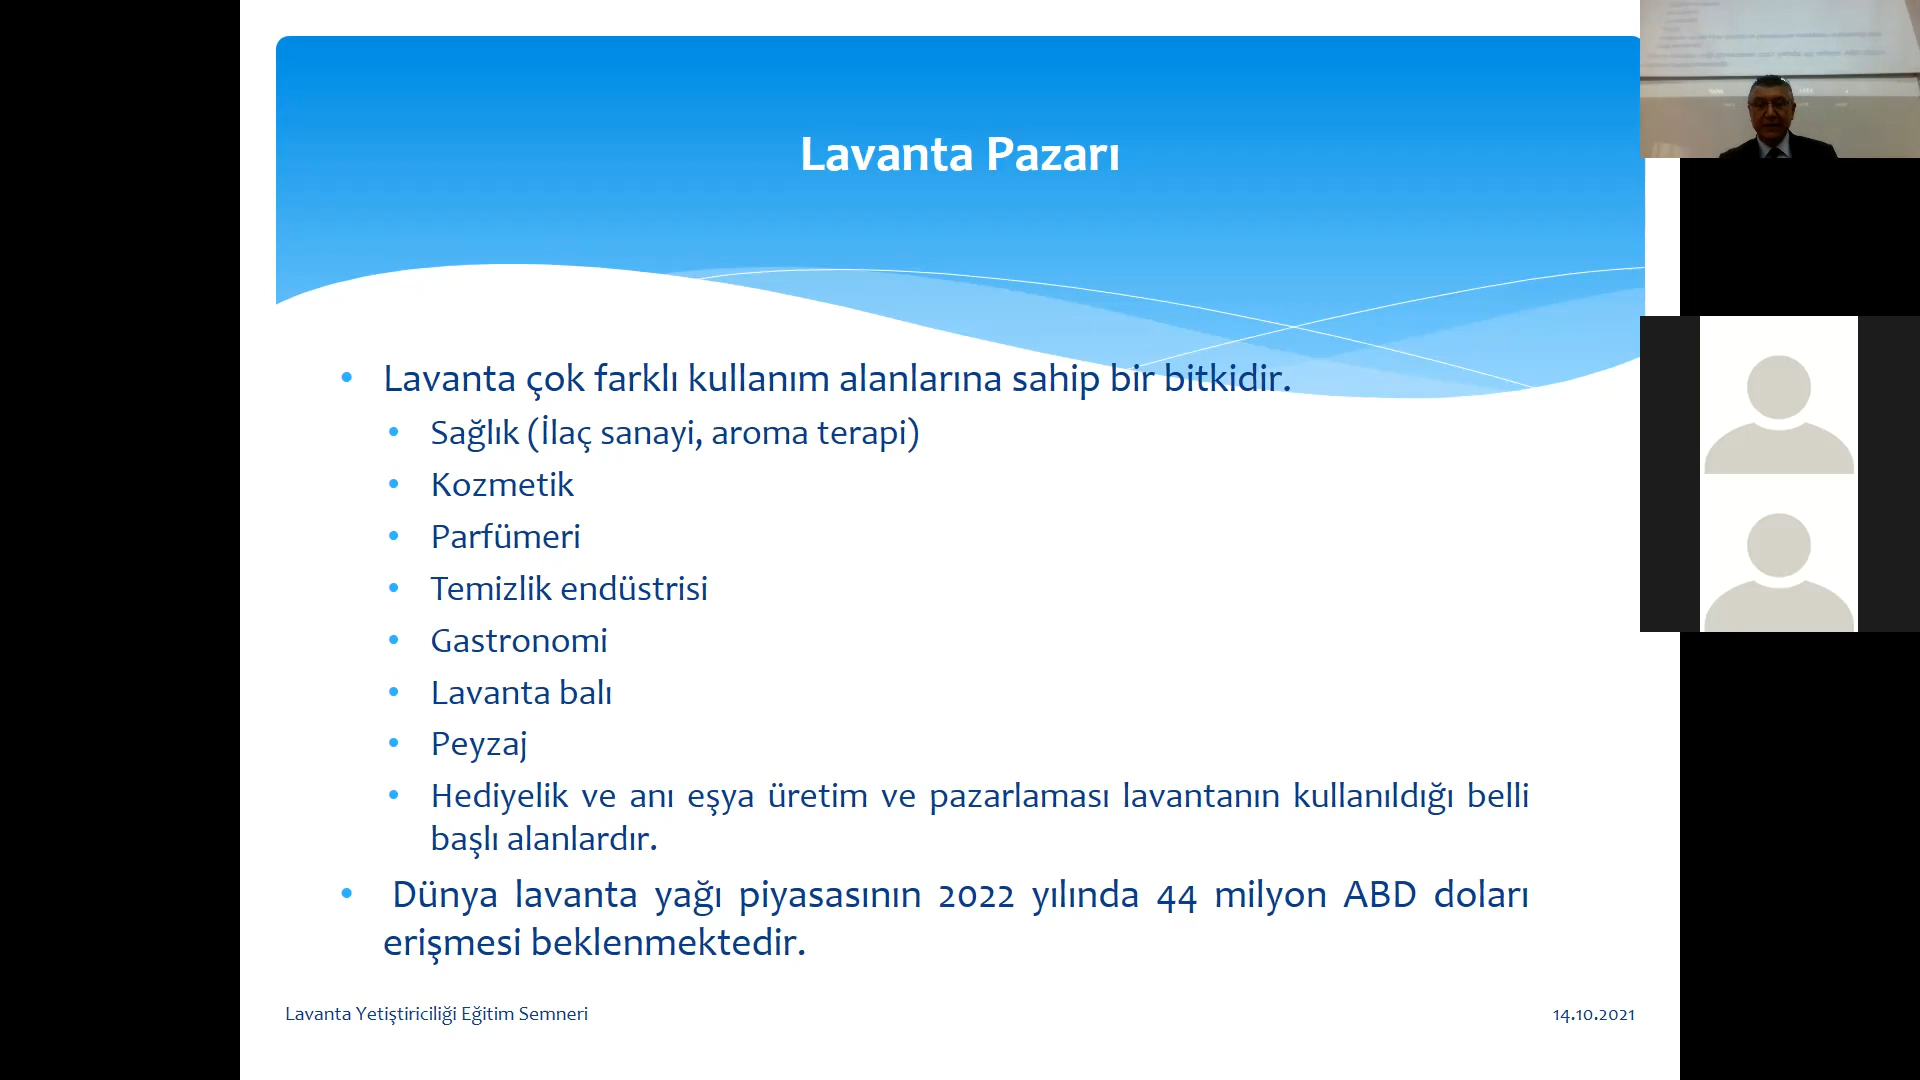 Lavanta Pazarı
• Lavanta çok farklı kullanım alanlarına sahip bir bitkidir.
• Sağlık (İlaç sanayi, aroma terapi)
• Kozmetik
• Parfümeri
• Temizlik endüstrisi
• Gastronomi
• Lavanta balı
• Peyzaj
• Hediyelik ve anı eşya üretim ve pazarlaması lavantanın kullanıldığı belli
başlı alanlardır.
• Dünya lavanta yağı piyasasının 2022 yılında 44 milyon ABD doları
erişmesi beklenmektedir.
Lavanta Yetiştiriciliği Eğitim Semneri
14.10.2021